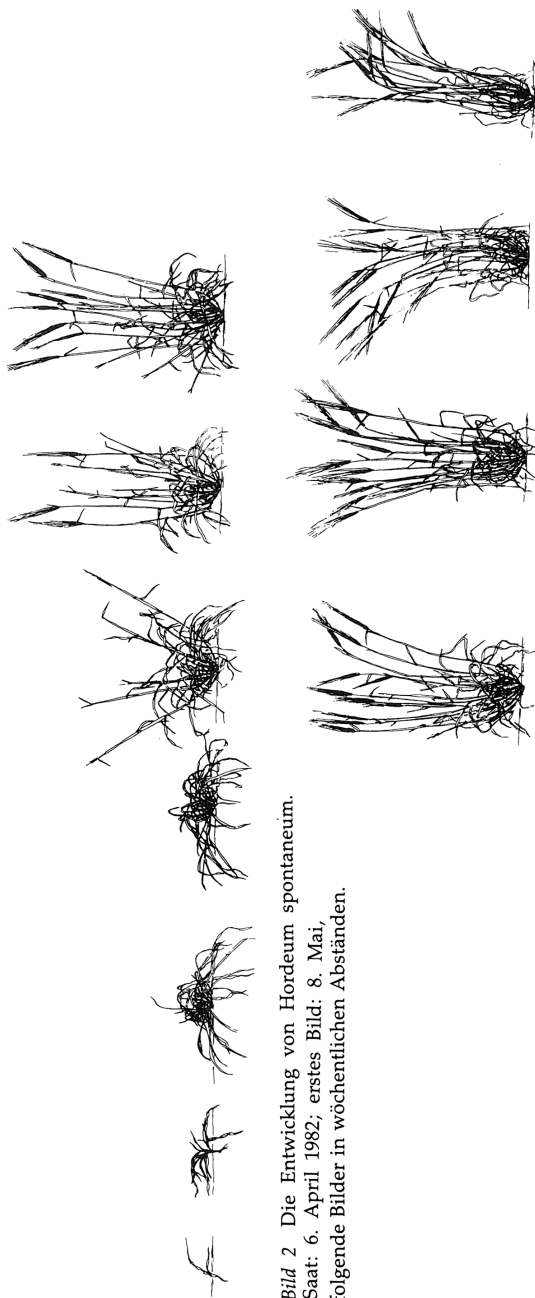 Bild 2 Die Entwicklung von Hordeum spontaneum.
Saat: 6. April 1982; erstes Bild: 8. Mai,
folgende Bilder in wöchentlichen Abständen.